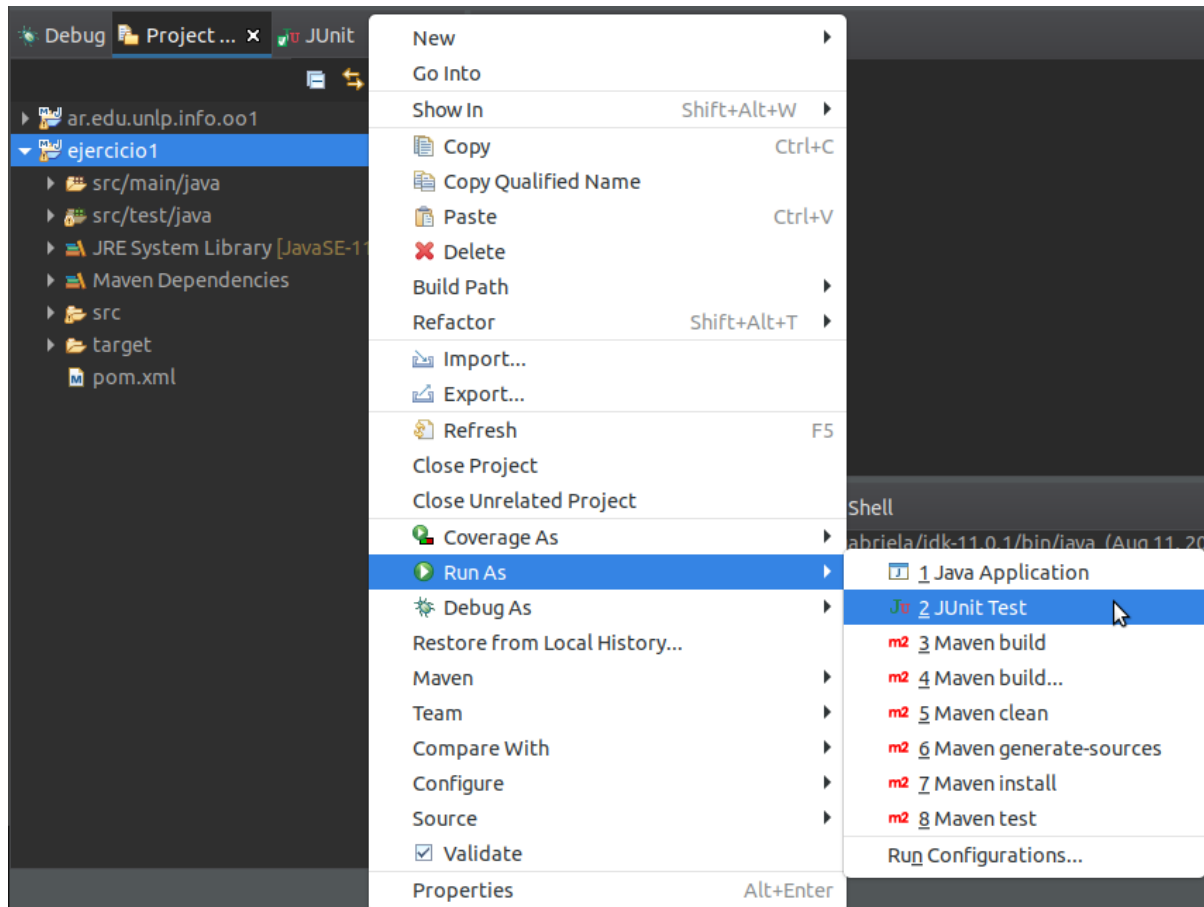 Debug Project ... JUnit
ar.edu.unlp.info.oo1
ejercicio1
src/main/java
src/test/java
JRE System Library [JavaSE-11
Maven Dependencies
src
target
pom.xml
New
Go Into
Show In Shift+Alt+W
Copy Ctrl+C
Copy Qualified Name
Paste Ctrl+V
Delete
Build Path
Refactor Shift+Alt+T
Import...
Export...
Refresh F5
Close Project
Close Unrelated Project
Coverage As
Run As
Debug As
Restore from Local History...
Maven
Team
Compare With
Configure
Source
Validate
Properties Alt+Enter
Shell
abriela/jdk-11.0.1/bin/java (Aug 11, 20
1 Java Application
2 JUnit Test
3 Maven build
4 Maven build...
5 Maven clean
6 Maven generate-sources
7 Maven install
8 Maven test
Run Configurations...